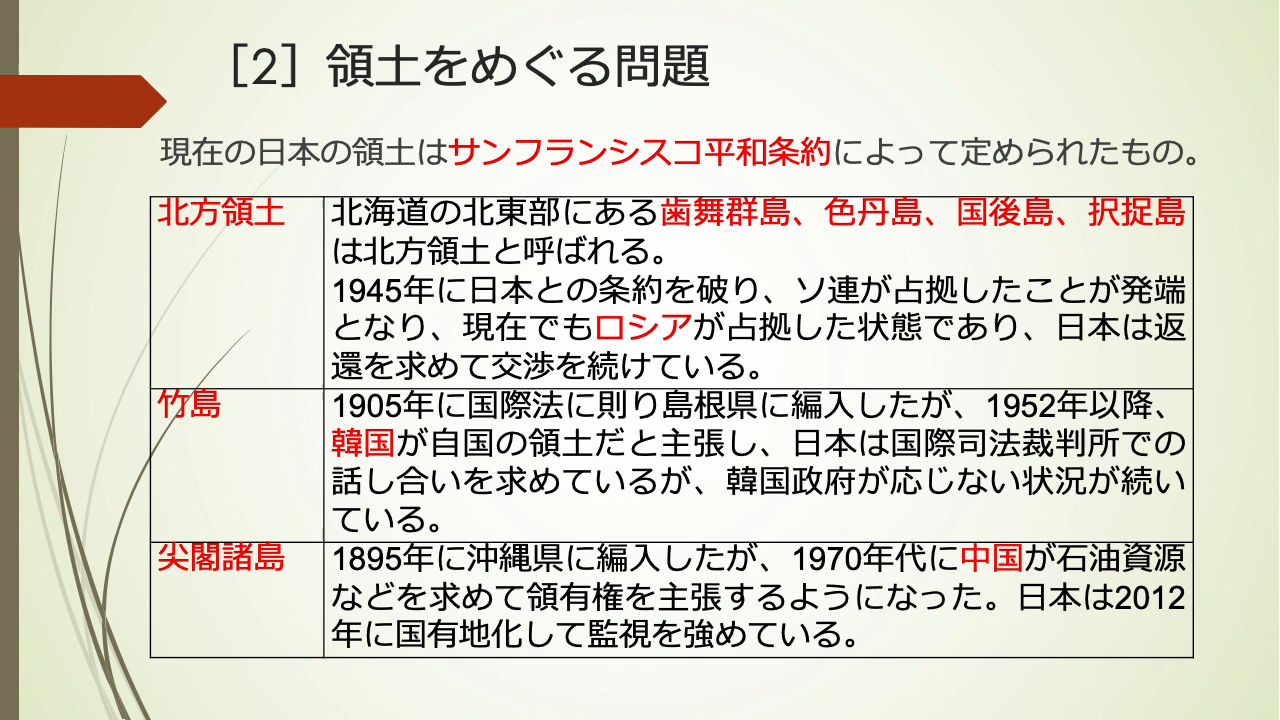 ［2］領土をめぐる問題
現在の日本の領土はサンフランシスコ平和条約によって定められたもの。
北方領土
北海道の北東部にある歯舞群島、色丹島、国後島、択捉島
は北方領土と呼ばれる。
1945年に日本との条約を破り、ソ連が占拠したことが発端
となり、現在でもロシアが占拠した状態であり、日本は返
還を求めて交渉を続けている。
竹島
1905年に国際法に則り島根県に編入したが、1952年以降、
韓国が自国の領土だと主張し、日本は国際司法裁判所での
話し合いを求めているが、韓国政府が応じない状況が続い
ている。
尖閣諸島
1895年に沖縄県に編入したが、1970年代に中国が石油資源
などを求めて領有権を主張するようになった。日本は2012
年に国有地化して監視を強めている。